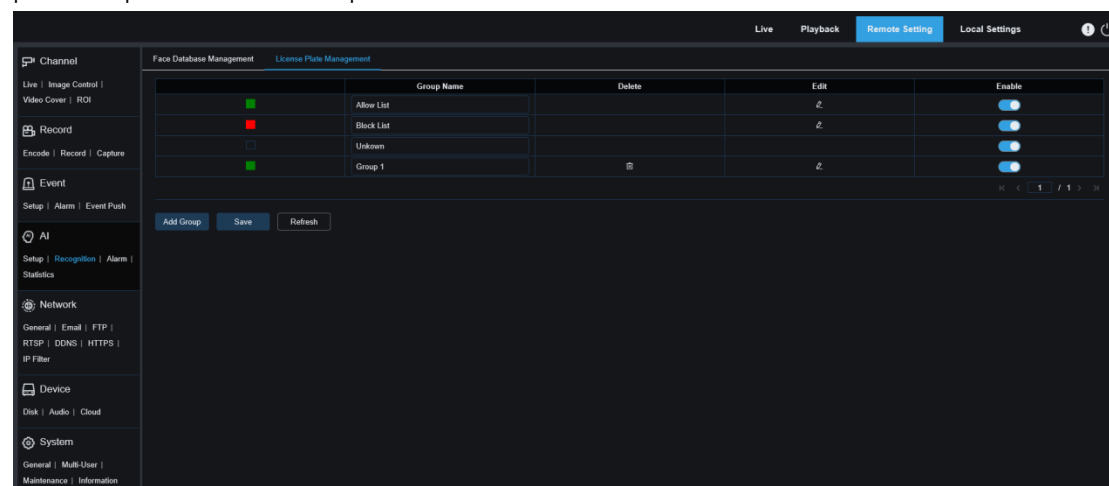 Live Playback Remote Setting Local Settings
Channel
Live | Image Control |
Video Cover | ROI
Record
Encode | Record | Capture
Event
Setup | Alarm | Event Push
AI
Setup | Recognition | Alarm |
Statistics
Network
General | Email | FTP |
RTSP | DDNS | HTTPS |
IP Filter
Device
Disk | Audio | Cloud
System
General | Multi-User |
Maintenance | Information
Face Database Management License Plate Management
Group Name Delete Edit Enable
Allow List
Block List
Unkown
Group 1
1 / 1
Add Group Save Refresh